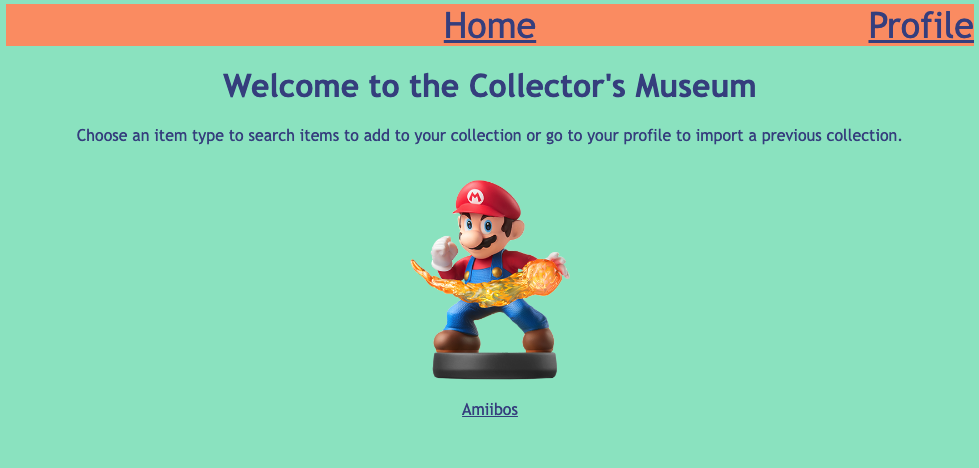 Home Profile
Welcome to the Collector's Museum
Choose an item type to search items to add to your collection or go to your profile to import a previous collection.
M
Amiibos